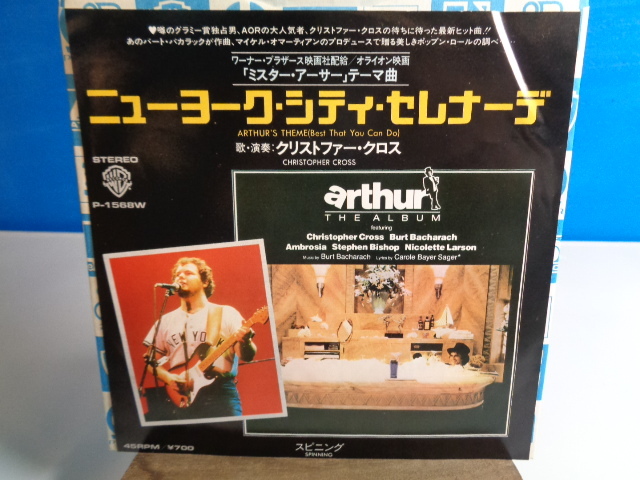 ♥噂のグラミー賞独占男、AORの大人気者、クリストファー・クロスの待ちに待った最新ヒット曲.!!
あのバート・バカラックが作曲、マイケル・オマーティアンのプロデュースで贈る美しきポップン・ロールの調べ……
ワーナー・ブラザース映画社配給/オライオン映画
「ミスター・アーサー」テーマ曲
ニューヨーク・シティ・セレナーデ
ARTHUR'S THEME(Best That You Can Do)
歌・演奏:クリストファー・クロス
CHRISTOPHER CROSS
STEREO
P-1568W
arthur
THE ALBUM
featuring
Christopher Cross Burt Bacharach
Ambrosia Stephen Bishop Nicolette Larson
Music by Burt Bacharach Lyrics by Carole Bayer Sager*
NEW YORK
45RPM/¥700
スピニング
SPINNING